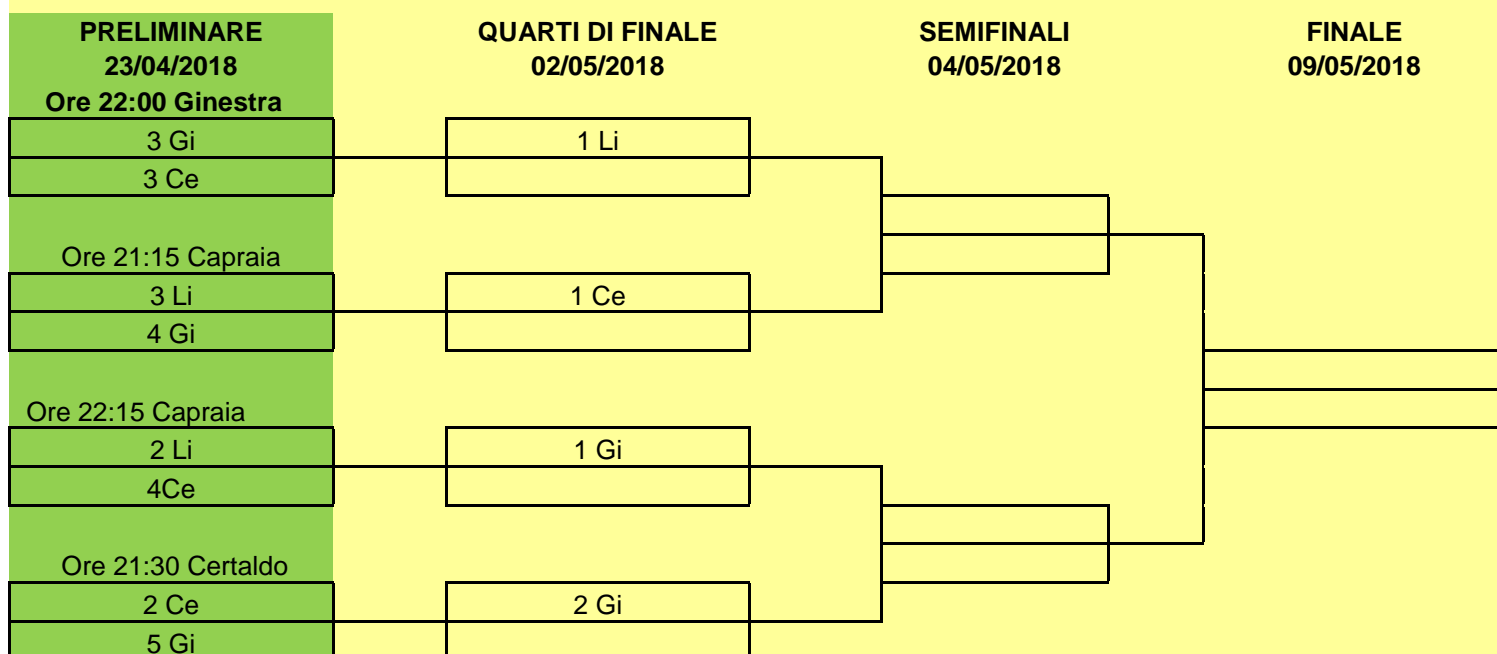 PRELIMINARE QUARTI DI FINALE SEMIFINALI FINALE
23/04/2018 02/05/2018 04/05/2018 09/05/2018
Ore 22:00 Ginestra
3 Gi 1 Li
3 Ce
Ore 21:15 Capraia
3 Li 1 Ce
4 Gi
Ore 22:15 Capraia
2 Li 1 Gi
4Ce
Ore 21:30 Certaldo
2 Ce 2 Gi
5 Gi